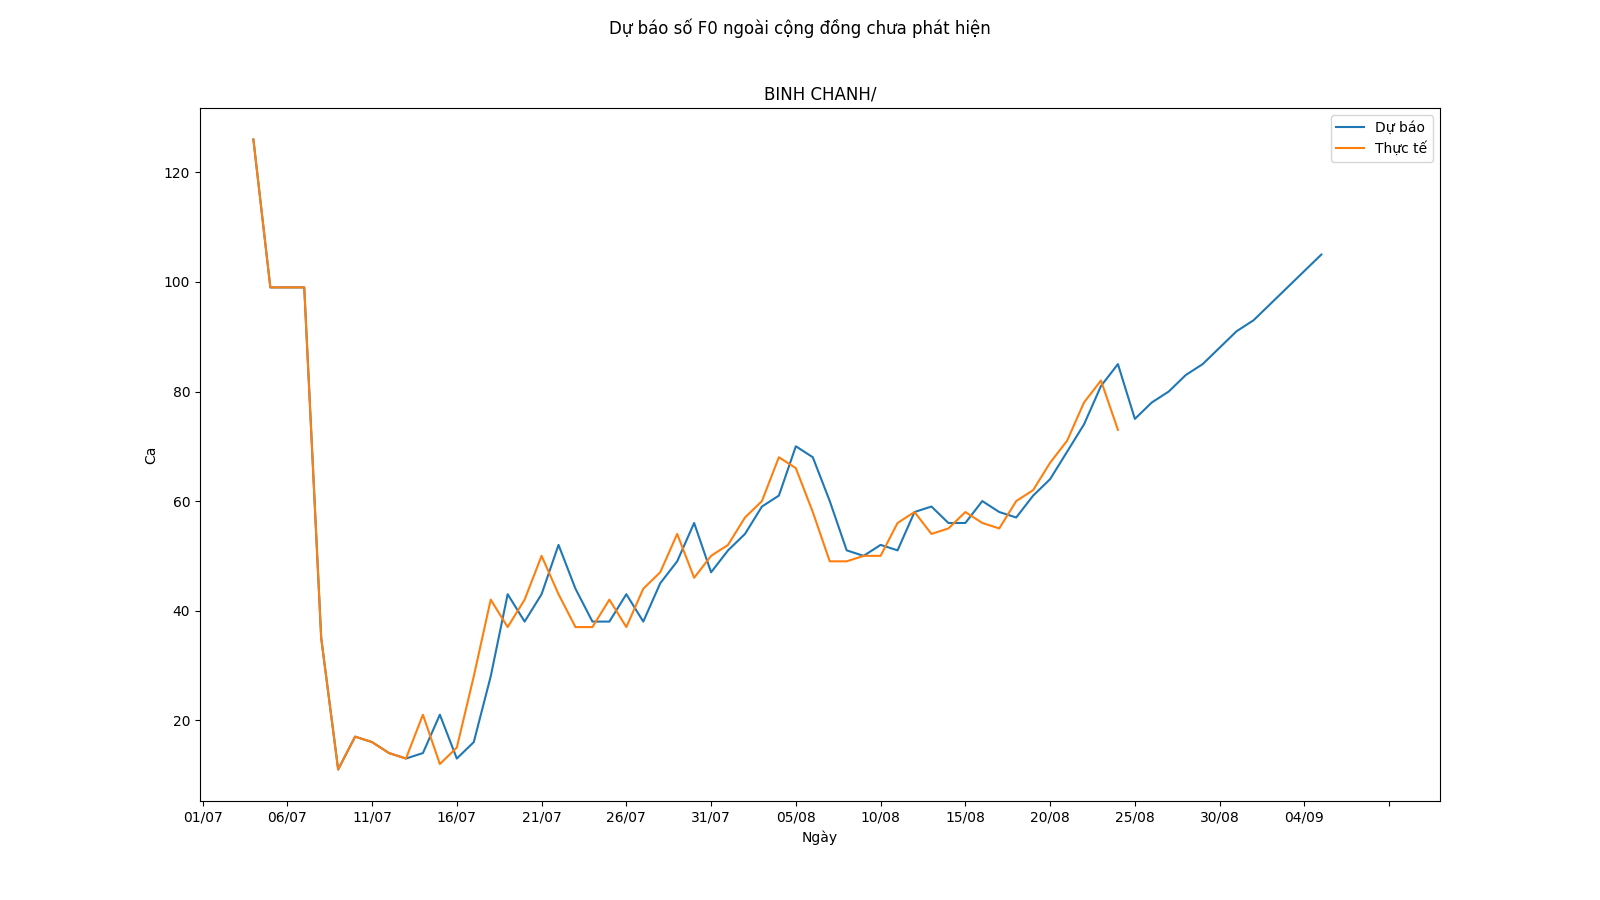 Dự báo số F0 ngoài cộng đồng chưa phát hiện
BINH CHANH/
Dự báo
Thực tế
120
100
80
60
40
20
Ca
01/07 06/07 11/07 16/07 21/07 26/07 31/07 05/08 10/08 15/08 20/08 25/08 30/08 04/09
Ngày